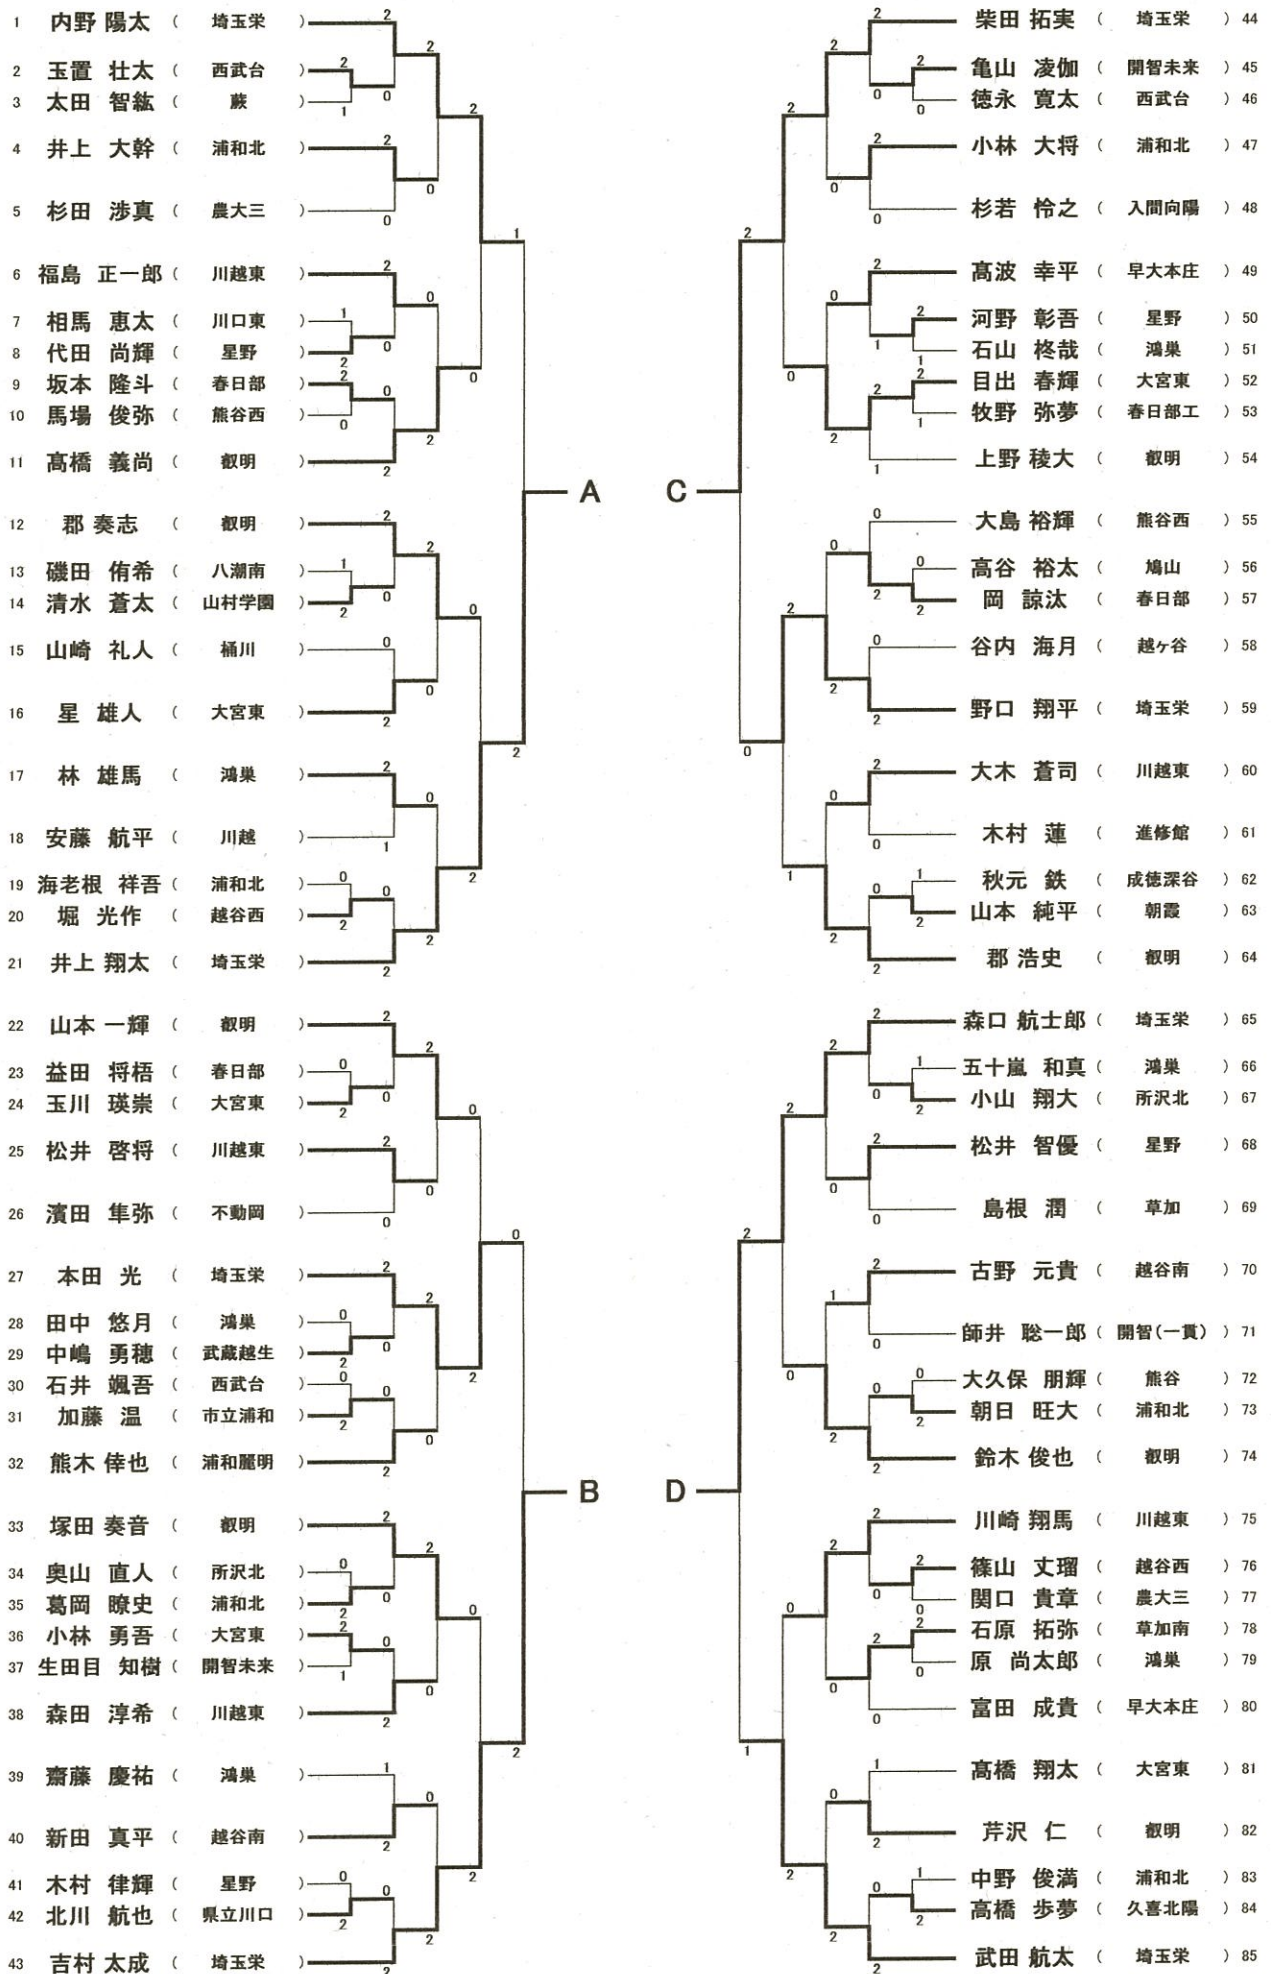 1 内野 陽太 ( 埼玉栄 )
2 玉置 壮太 ( 西武台 )
3 太田 智紘 ( 蕨 )
4 井上 大幹 ( 浦和北 )
5 杉田 渉真 ( 農大三 )
6 福島 正一郎 ( 川越東 )
7 相馬 恵太 ( 川口東 )
8 代田 尚輝 ( 星野 )
9 坂本 隆斗 ( 春日部 )
10 馬場 俊弥 ( 熊谷西 )
11 髙橋 義尚 ( 叡明 )
12 郡 奏志 ( 叡明 )
13 磯田 侑希 ( 八潮南 )
14 清水 蒼太 ( 山村学園 )
15 山崎 礼人 ( 桶川 )
16 星 雄人 ( 大宮東 )
17 林 雄馬 ( 鴻巣 )
18 安藤 航平 ( 川越 )
19 海老根 祥吾 ( 浦和北 )
20 堀 光作 ( 越谷西 )
21 井上 翔太 ( 埼玉栄 )
A
22 山本 一輝 ( 叡明 )
23 益田 将梧 ( 春日部 )
24 玉川 瑛崇 ( 大宮東 )
25 松井 啓将 ( 川越東 )
26 濱田 隼弥 ( 不動岡 )
27 本田 光 ( 埼玉栄 )
28 田中 悠月 ( 鴻巣 )
29 中嶋 勇穂 ( 武蔵越生 )
30 石井 颯吾 ( 西武台 )
31 加藤 温 ( 市立浦和 )
32 熊木 倖也 ( 浦和麗明 )
33 塚田 奏音 ( 叡明 )
34 奥山 直人 ( 所沢北 )
35 葛岡 瞭史 ( 浦和北 )
36 小林 勇吾 ( 大宮東 )
37 生田目 知樹 ( 開智未来 )
38 森田 淳希 ( 川越東 )
39 齋藤 慶祐 ( 鴻巣 )
40 新田 真平 ( 越谷南 )
41 木村 律輝 ( 星野 )
42 北川 航也 ( 県立川口 )
43 吉村 太成 ( 埼玉栄 )
B
柴田 拓実 ( 埼玉栄 ) 44
亀山 凌伽 ( 開智未来 ) 45
徳永 寛太 ( 西武台 ) 46
小林 大将 ( 浦和北 ) 47
杉若 怜之 ( 入間向陽 ) 48
髙波 幸平 ( 早大本庄 ) 49
河野 彰吾 ( 星野 ) 50
石山 柊哉 ( 鴻巣 ) 51
目出 春輝 ( 大宮東 ) 52
牧野 弥夢 ( 春日部工 ) 53
上野 稜大 ( 叡明 ) 54
大島 裕輝 ( 熊谷西 ) 55
高谷 裕太 ( 鳩山 ) 56
岡 諒汰 ( 春日部 ) 57
谷内 海月 ( 越ヶ谷 ) 58
野口 翔平 ( 埼玉栄 ) 59
大木 蒼司 ( 川越東 ) 60
木村 蓮 ( 進修館 ) 61
秋元 鉄 ( 成徳深谷 ) 62
山本 純平 ( 朝霞 ) 63
郡 浩史 ( 叡明 ) 64
C
森口 航士郎 ( 埼玉栄 ) 65
五十嵐 和真 ( 鴻巣 ) 66
小山 翔大 ( 所沢北 ) 67
松井 智優 ( 星野 ) 68
島根 潤 ( 草加 ) 69
古野 元貴 ( 越谷南 ) 70
師井 聡一郎 ( 開智(一貫) ) 71
大久保 朋輝 ( 熊谷 ) 72
朝日 旺大 ( 浦和北 ) 73
鈴木 俊也 ( 叡明 ) 74
川崎 翔馬 ( 川越東 ) 75
篠山 丈瑠 ( 越谷西 ) 76
関口 貴章 ( 農大三 ) 77
石原 拓弥 ( 草加南 ) 78
原 尚太郎 ( 鴻巣 ) 79
富田 成貴 ( 早大本庄 ) 80
髙橋 翔太 ( 大宮東 ) 81
芹沢 仁 ( 叡明 ) 82
中野 俊満 ( 浦和北 ) 83
高橋 歩夢 ( 久喜北陽 ) 84
武田 航太 ( 埼玉栄 ) 85
D